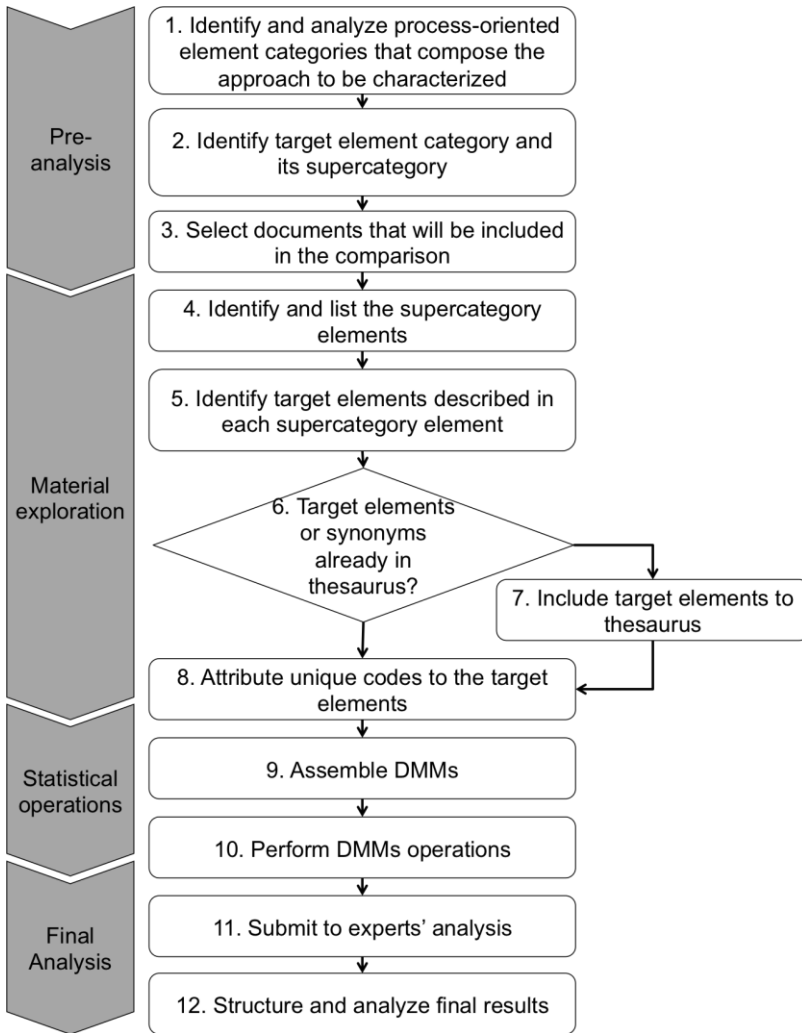 Pre-
analysis
1. Identify and analyze process-oriented
element categories that compose the
approach to be characterized
2. Identify target element category and
its supercategory
3. Select documents that will be included
in the comparison
Material
exploration
4. Identify and list the supercategory
elements
5. Identify target elements described in
each supercategory element
6. Target elements
or synonyms
already in
thesaurus?
7. Include target elements to
thesaurus
8. Attribute unique codes to the target
elements
Statistical
operations
9. Assemble DMMs
10. Perform DMMs operations
Final
Analysis
11. Submit to experts’ analysis
12. Structure and analyze final results